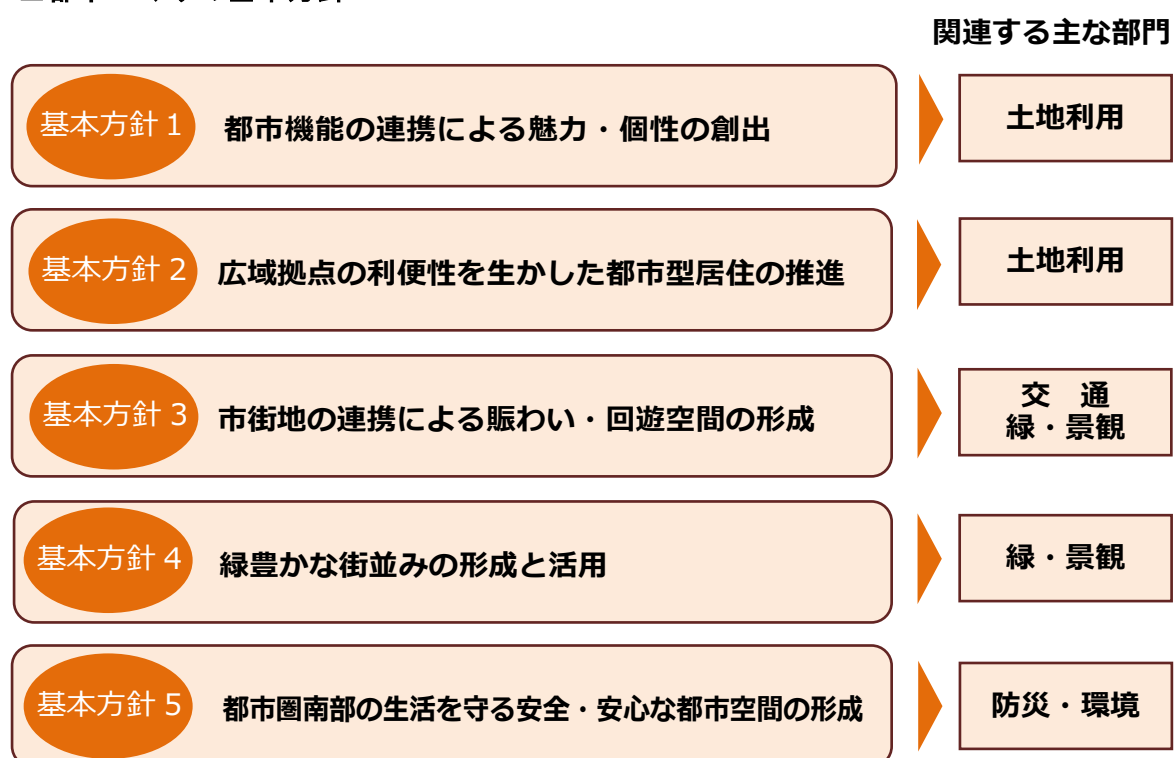 関連する主な部門
基本方針1 都市機能の連携による魅力・個性の創出 土地利用
基本方針2 広域拠点の利便性を生かした都市型居住の推進 土地利用
基本方針3 市街地の連携による賑わい・回遊空間の形成 交　通
緑・景観
基本方針4 緑豊かな街並みの形成と活用 緑・景観
基本方針5 都市圏南部の生活を守る安全・安心な都市空間の形成 防災・環境